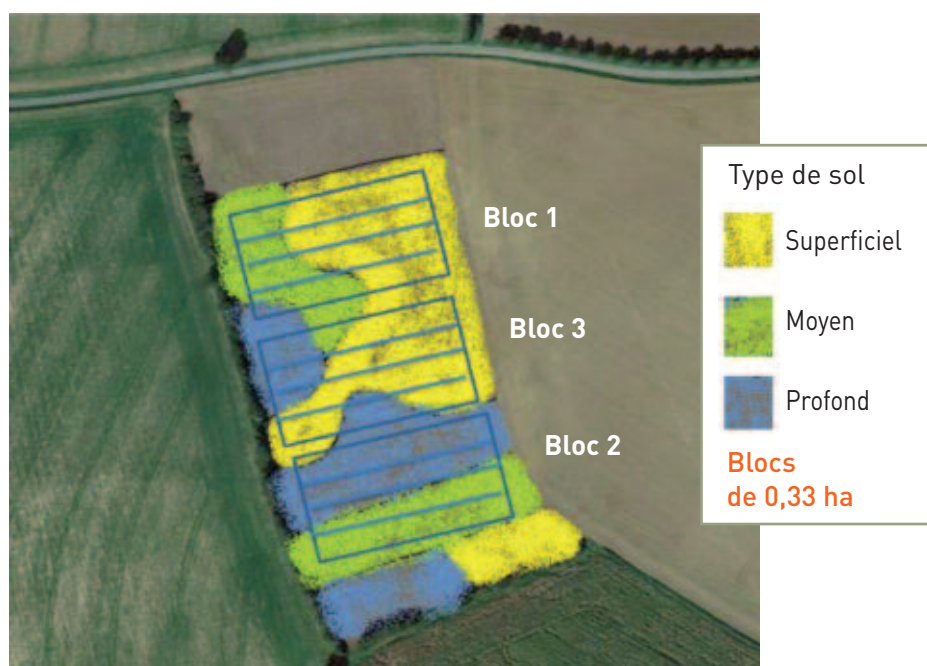 Bloc 1
Bloc 3
Bloc 2
Type de sol
Superficiel
Moyen
Profond
Blocs
de 0,33 ha